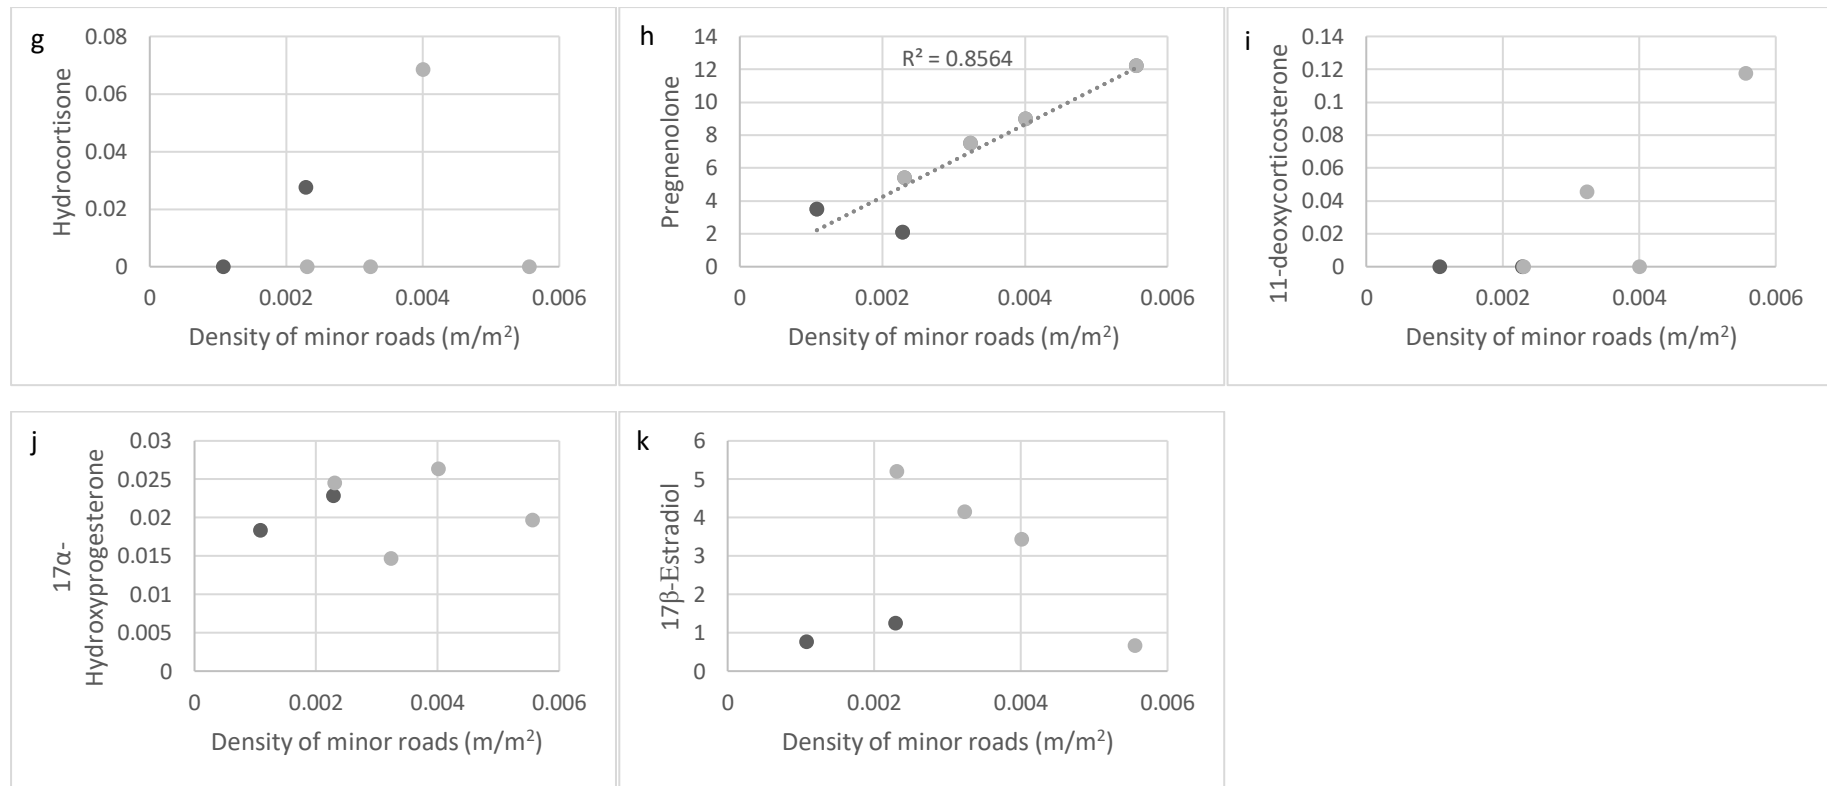 g
Hydrocortisone
0.08
0.06
0.04
0.02
0
0 0.002 0.004 0.006
Density of minor roads (m/m²)
h
Pregnenolone
R² = 0.8564
14
12
10
8
6
4
2
0
0 0.002 0.004 0.006
Density of minor roads (m/m²)
i
11-deoxycorticosterone
0.14
0.12
0.1
0.08
0.06
0.04
0.02
0
0 0.002 0.004 0.006
Density of minor roads (m/m²)
j
17α-
Hydroxyprogesterone
0.03
0.025
0.02
0.015
0.01
0.005
0
0 0.002 0.004 0.006
Density of minor roads (m/m²)
k
17β-Estradiol
6
5
4
3
2
1
0
0 0.002 0.004 0.006
Density of minor roads (m/m²)